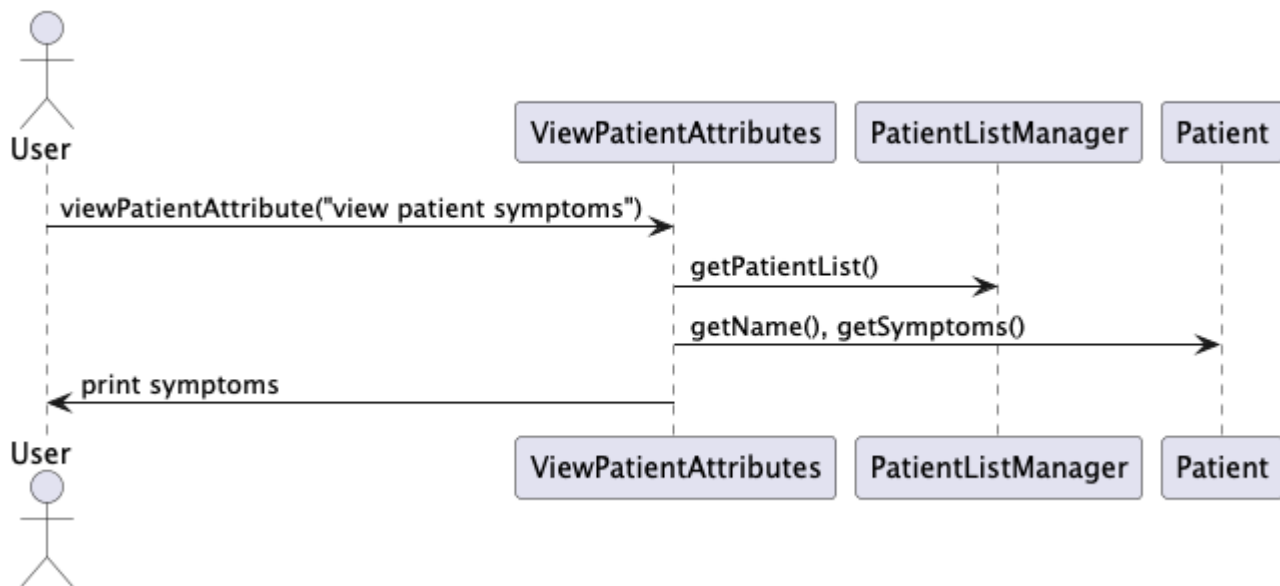 User
ViewPatientAttributes
PatientListManager
Patient
viewPatientAttribute("view patient symptoms")
getPatientList()
getName(), getSymptoms()
print symptoms
User
ViewPatientAttributes
PatientListManager
Patient